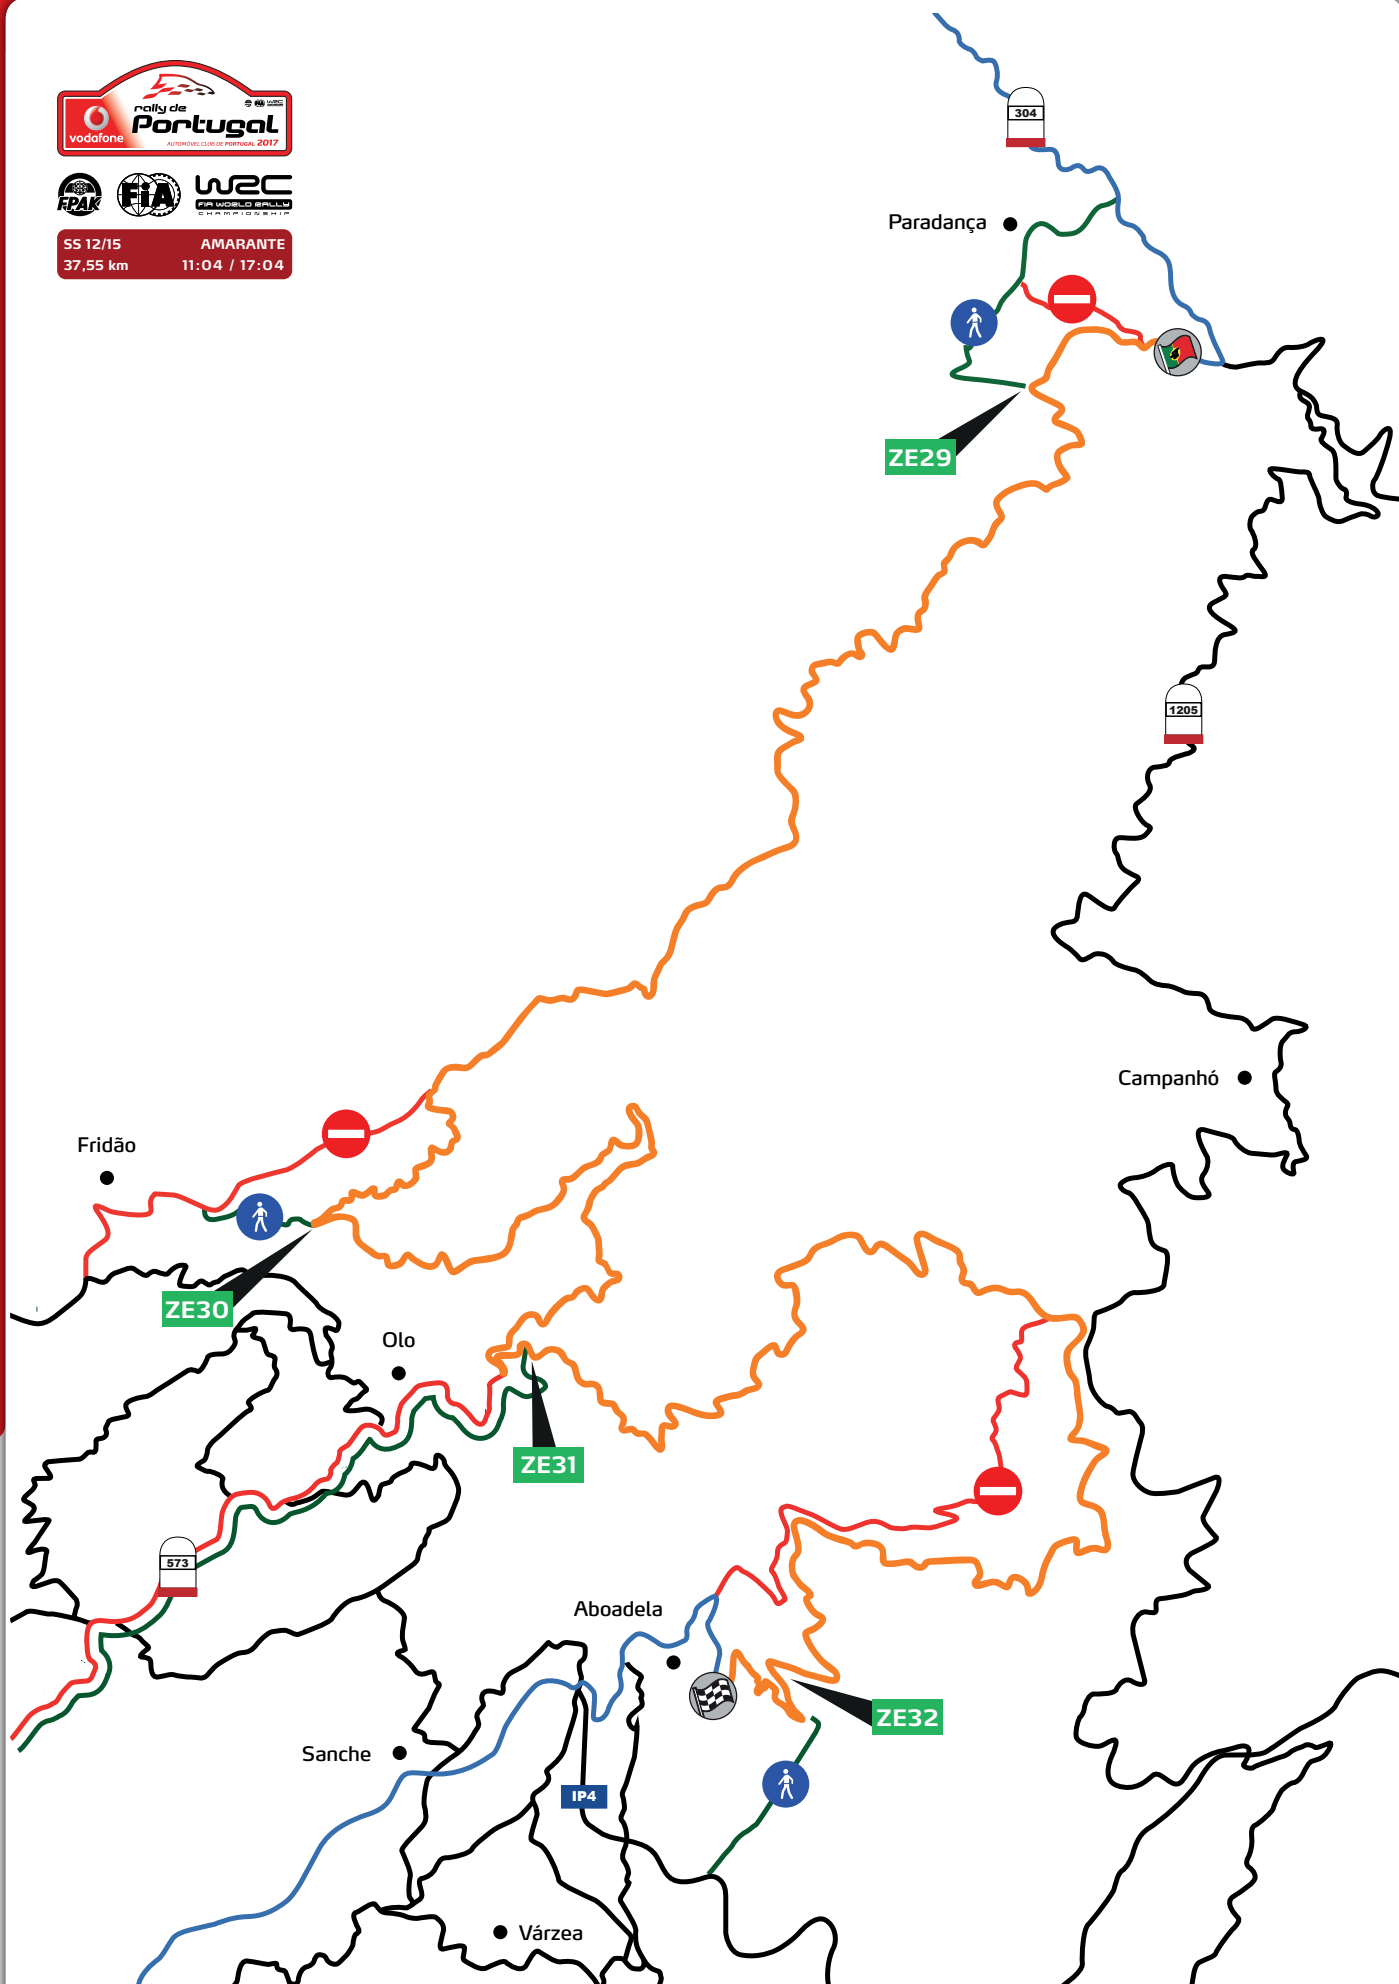 rally de
Portugal
vodafone
AUTOMÓVEL CLUB DE PORTUGAL 2017
FPAK
FiA
WRC
FIA WORLD RALLY
CHAMPIONSHIP
SS 12/15 AMARANTE
37,55 km 11:04 / 17:04
304
Paradança
ZE29
1205
Campanhó
Fridão
ZE30
Olo
ZE31
573
Aboadela
ZE32
Sanche
IP4
Várzea